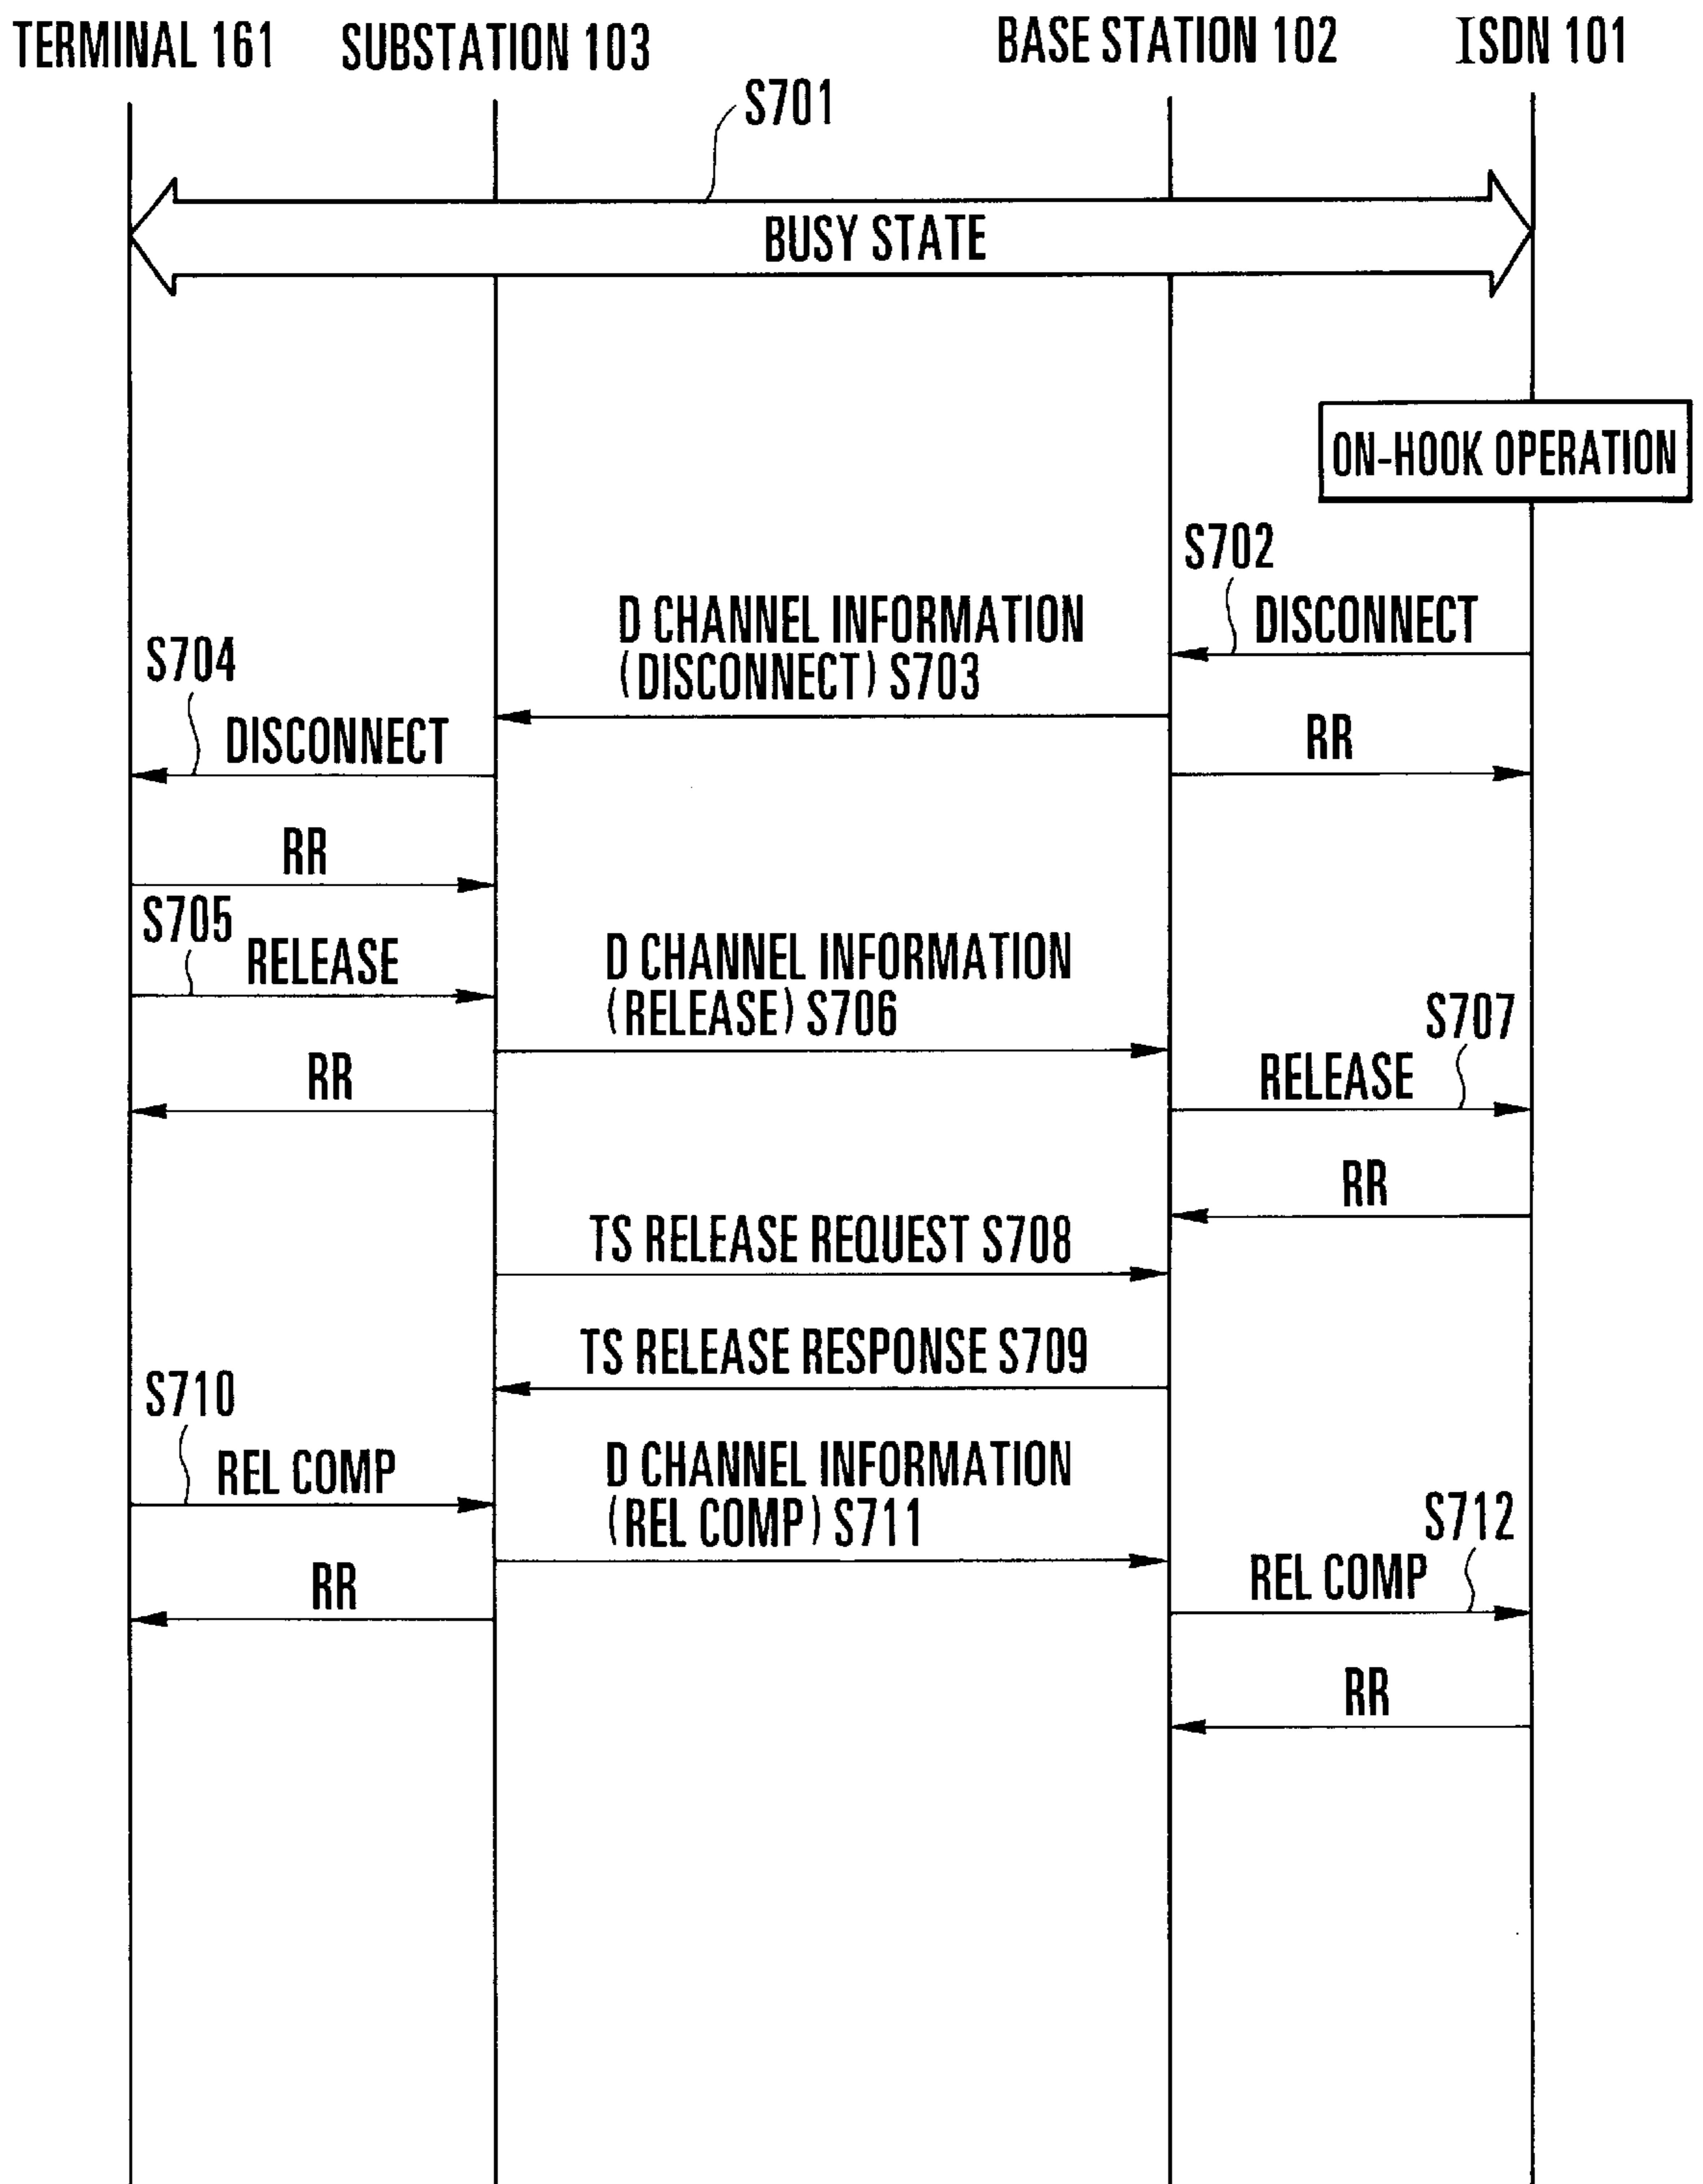 TERMINAL 161
SUBSTATION 103
BASE STATION 102
ISDN 101
S701
BUSY STATE
ON-HOOK OPERATION
S702
DISCONNECT
D CHANNEL INFORMATION
(DISCONNECT) S703
S704
DISCONNECT
RR
RR
S705
RELEASE
D CHANNEL INFORMATION
(RELEASE) S706
S707
RELEASE
RR
RR
TS RELEASE REQUEST S708
TS RELEASE RESPONSE S709
S710
REL COMP
D CHANNEL INFORMATION
(REL COMP) S711
S712
REL COMP
RR
RR